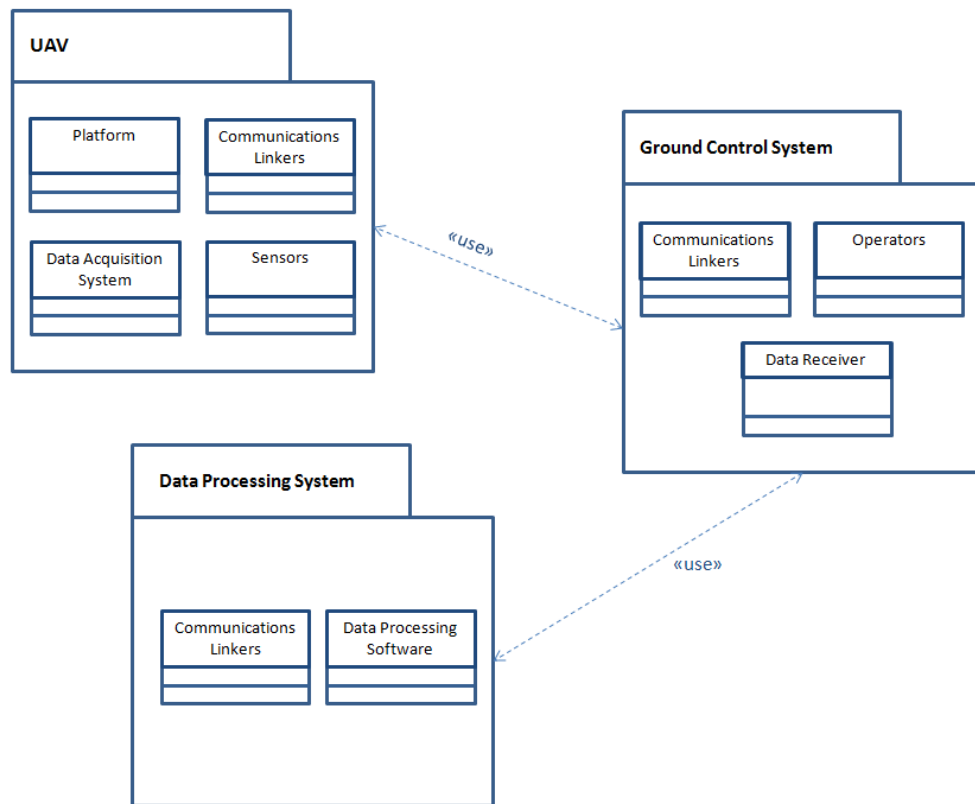 UAV
Platform
Communications
Linkers
Data Acquisition
System
Sensors
«use»
Ground Control System
Communications
Linkers
Operators
Data Receiver
«use»
Data Processing System
Communications
Linkers
Data Processing
Software